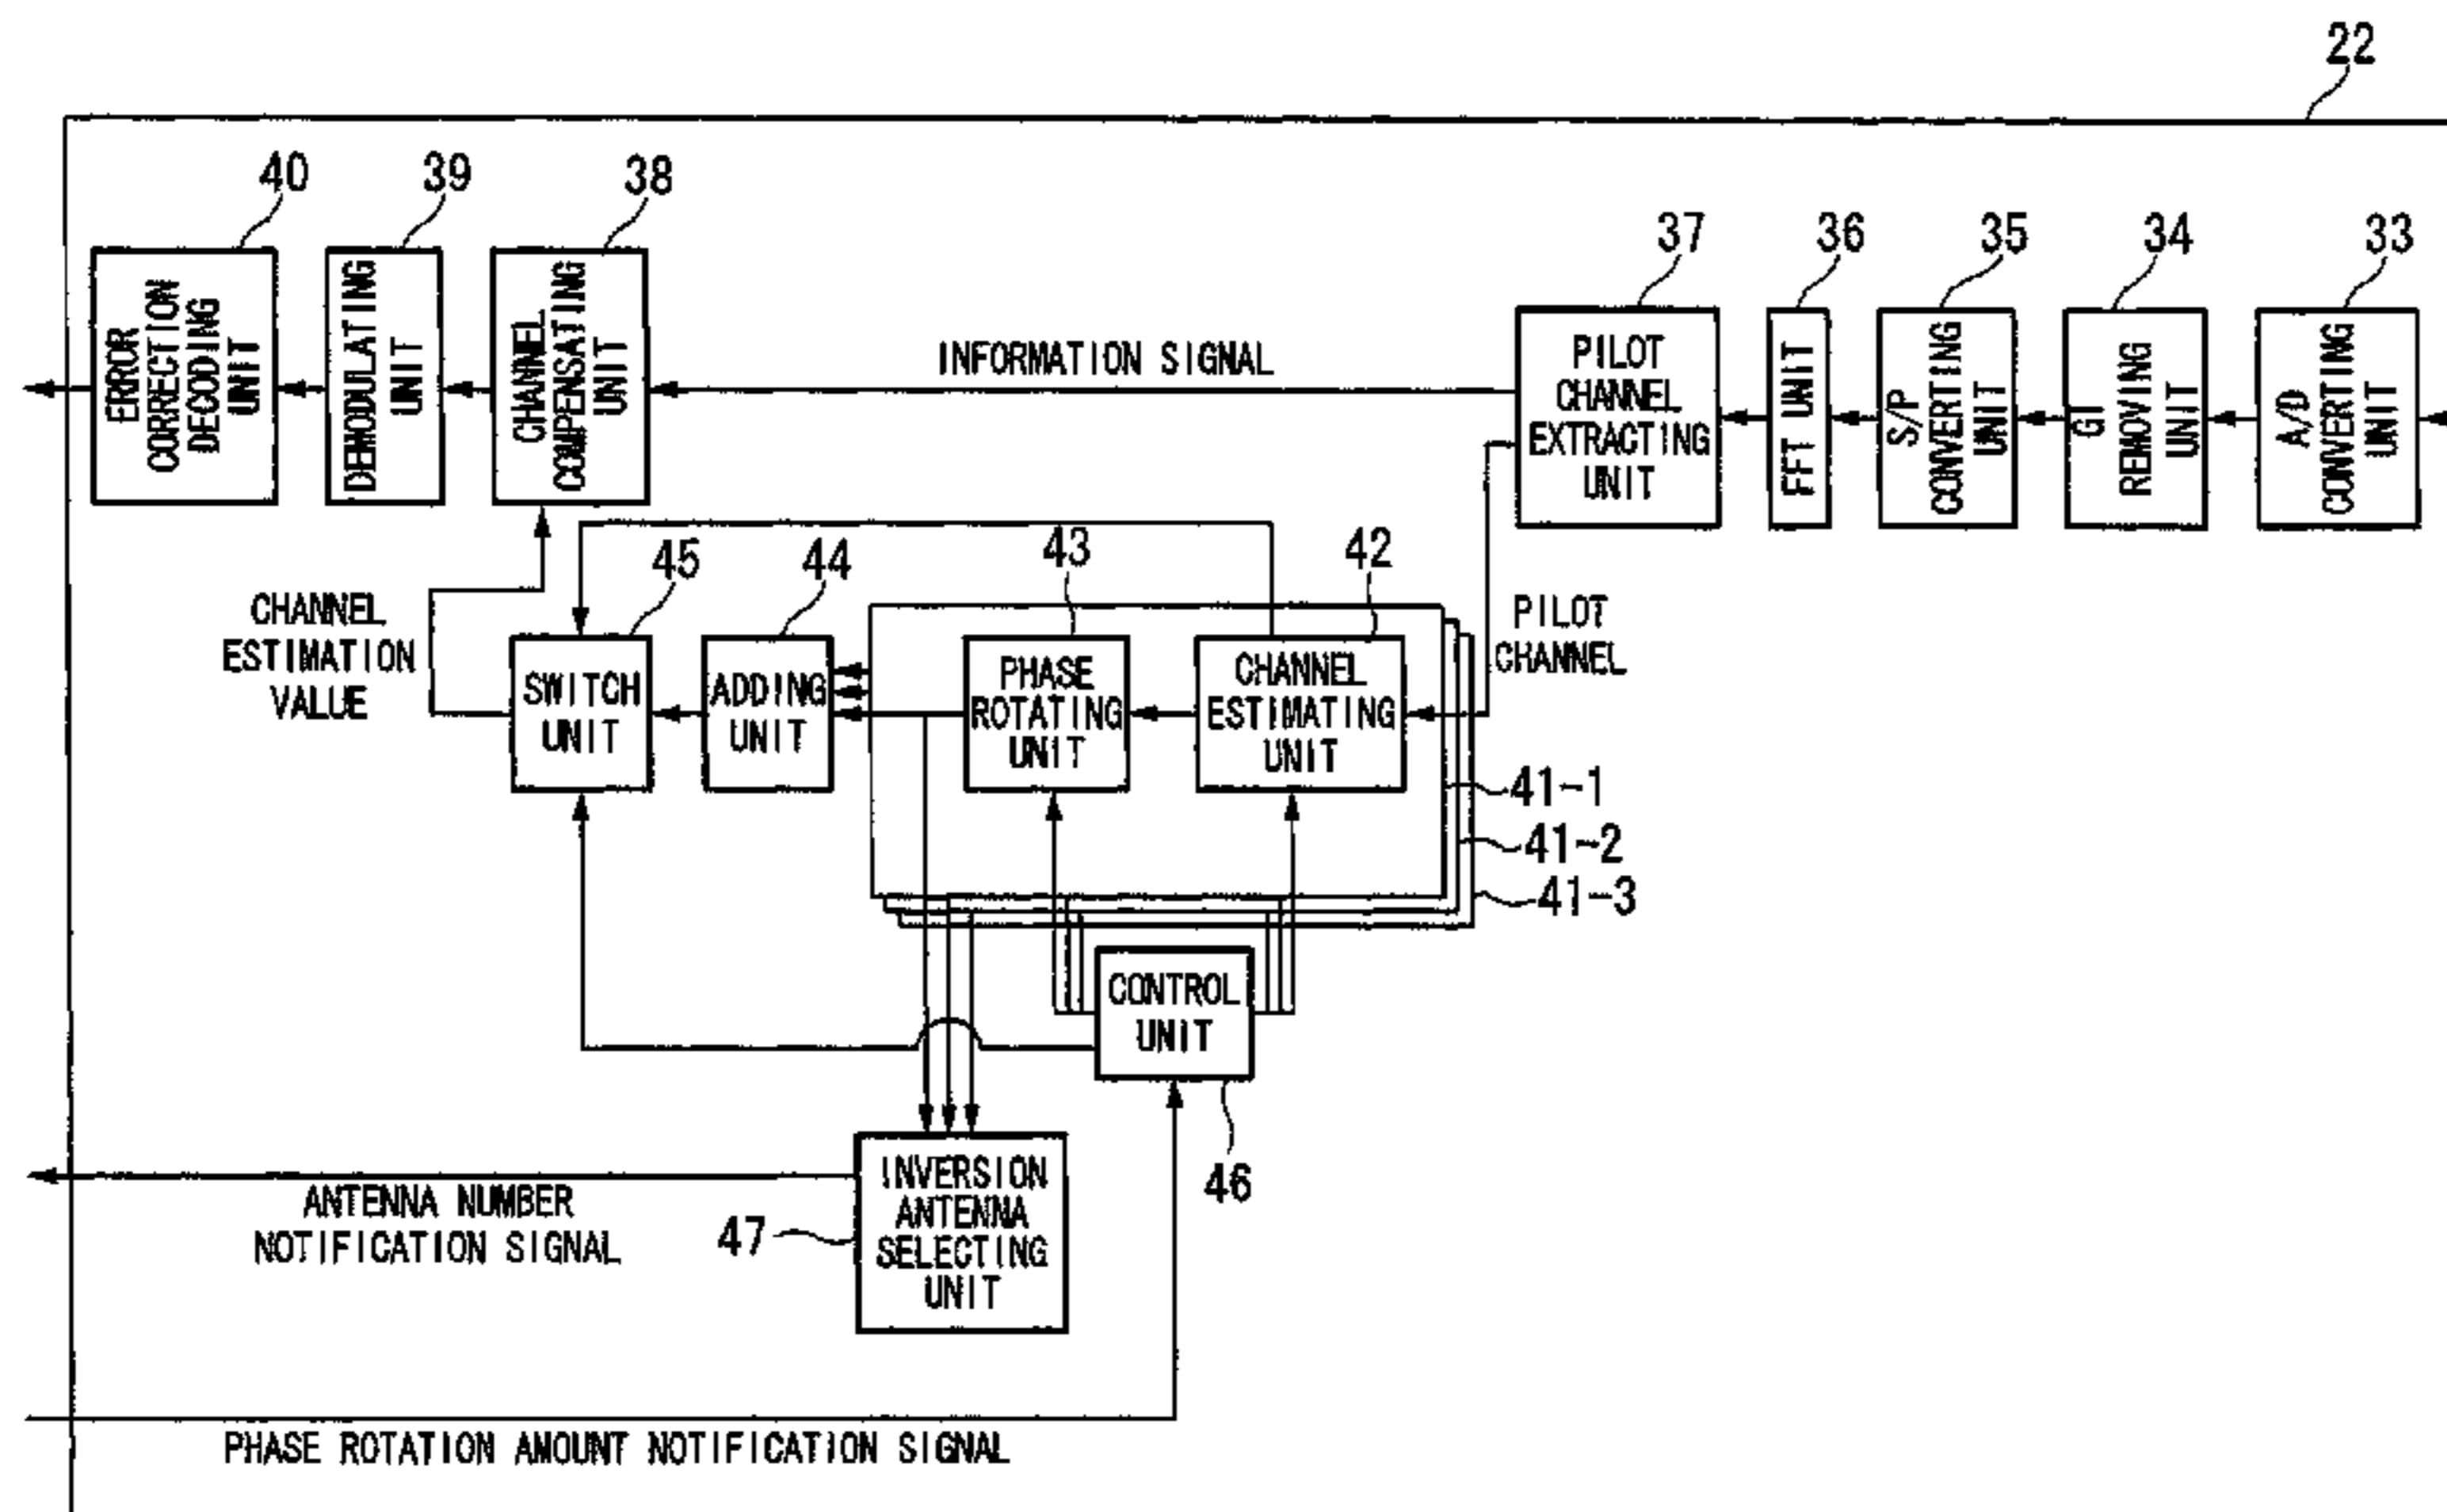 22
40
39
38
37
36
35
34
33
ERROR
CORRECTION
DECODING
UNIT
DEMODULATING
UNIT
CHANNEL
COMPENSATING
UNIT
INFORMATION SIGNAL
PILOT
CHANNEL
EXTRACTING
UNIT
FFT UNIT
S/P
CONVERTING
UNIT
GI
REMOVING
UNIT
A/D
CONVERTING
UNIT
45
44
43
42
CHANNEL
ESTIMATION
VALUE
SWITCH
UNIT
ADDING
UNIT
PHASE
ROTATING
UNIT
CHANNEL
ESTIMATING
UNIT
PILOT
CHANNEL
41-1
41-2
41-3
CONTROL
UNIT
46
INVERSION
ANTENNA
SELECTING
UNIT
47
ANTENNA NUMBER
NOTIFICATION SIGNAL
PHASE ROTATION AMOUNT NOTIFICATION SIGNAL